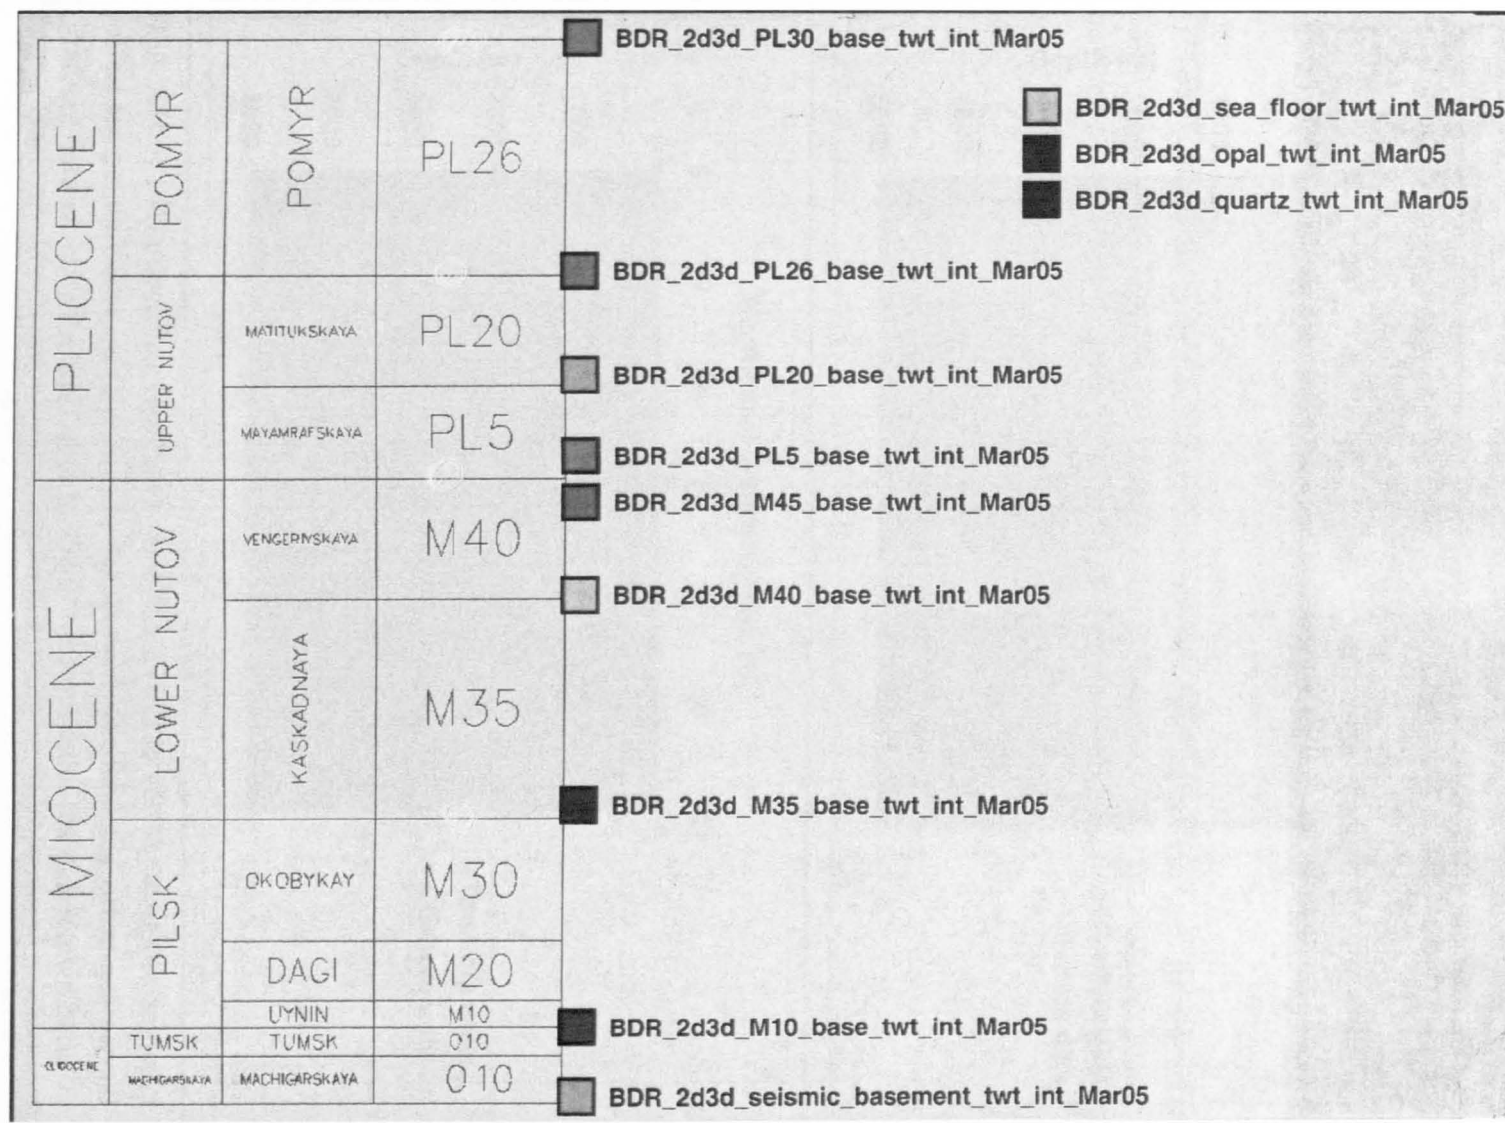 BDR_2d3d_PL30_base_twt_int_Mar05
BDR_2d3d_sea_floor_twt_int_Mar05
BDR_2d3d_opal_twt_int_Mar05
BDR_2d3d_quartz_twt_int_Mar05
PLIOCENE
POMYR
POMYR
PL26
BDR_2d3d_PL26_base_twt_int_Mar05
UPPER NUTOV
MATITUKSKAYA
PL20
BDR_2d3d_PL20_base_twt_int_Mar05
MAYAMRAFSKAYA
PL5
BDR_2d3d_PL5_base_twt_int_Mar05
MIOCENE
LOWER NUTOV
BDR_2d3d_M45_base_twt_int_Mar05
VENGERIYSKAYA
M40
BDR_2d3d_M40_base_twt_int_Mar05
KASKADNAYA
M35
BDR_2d3d_M35_base_twt_int_Mar05
PILSK
OKOBYKAY
M30
DAGI
M20
UYNIN
M10
BDR_2d3d_M10_base_twt_int_Mar05
TUMSK
TUMSK
O10
MACHIGARSKAYA
MACHIGARSKAYA
O10
BDR_2d3d_seismic_basement_twt_int_Mar05